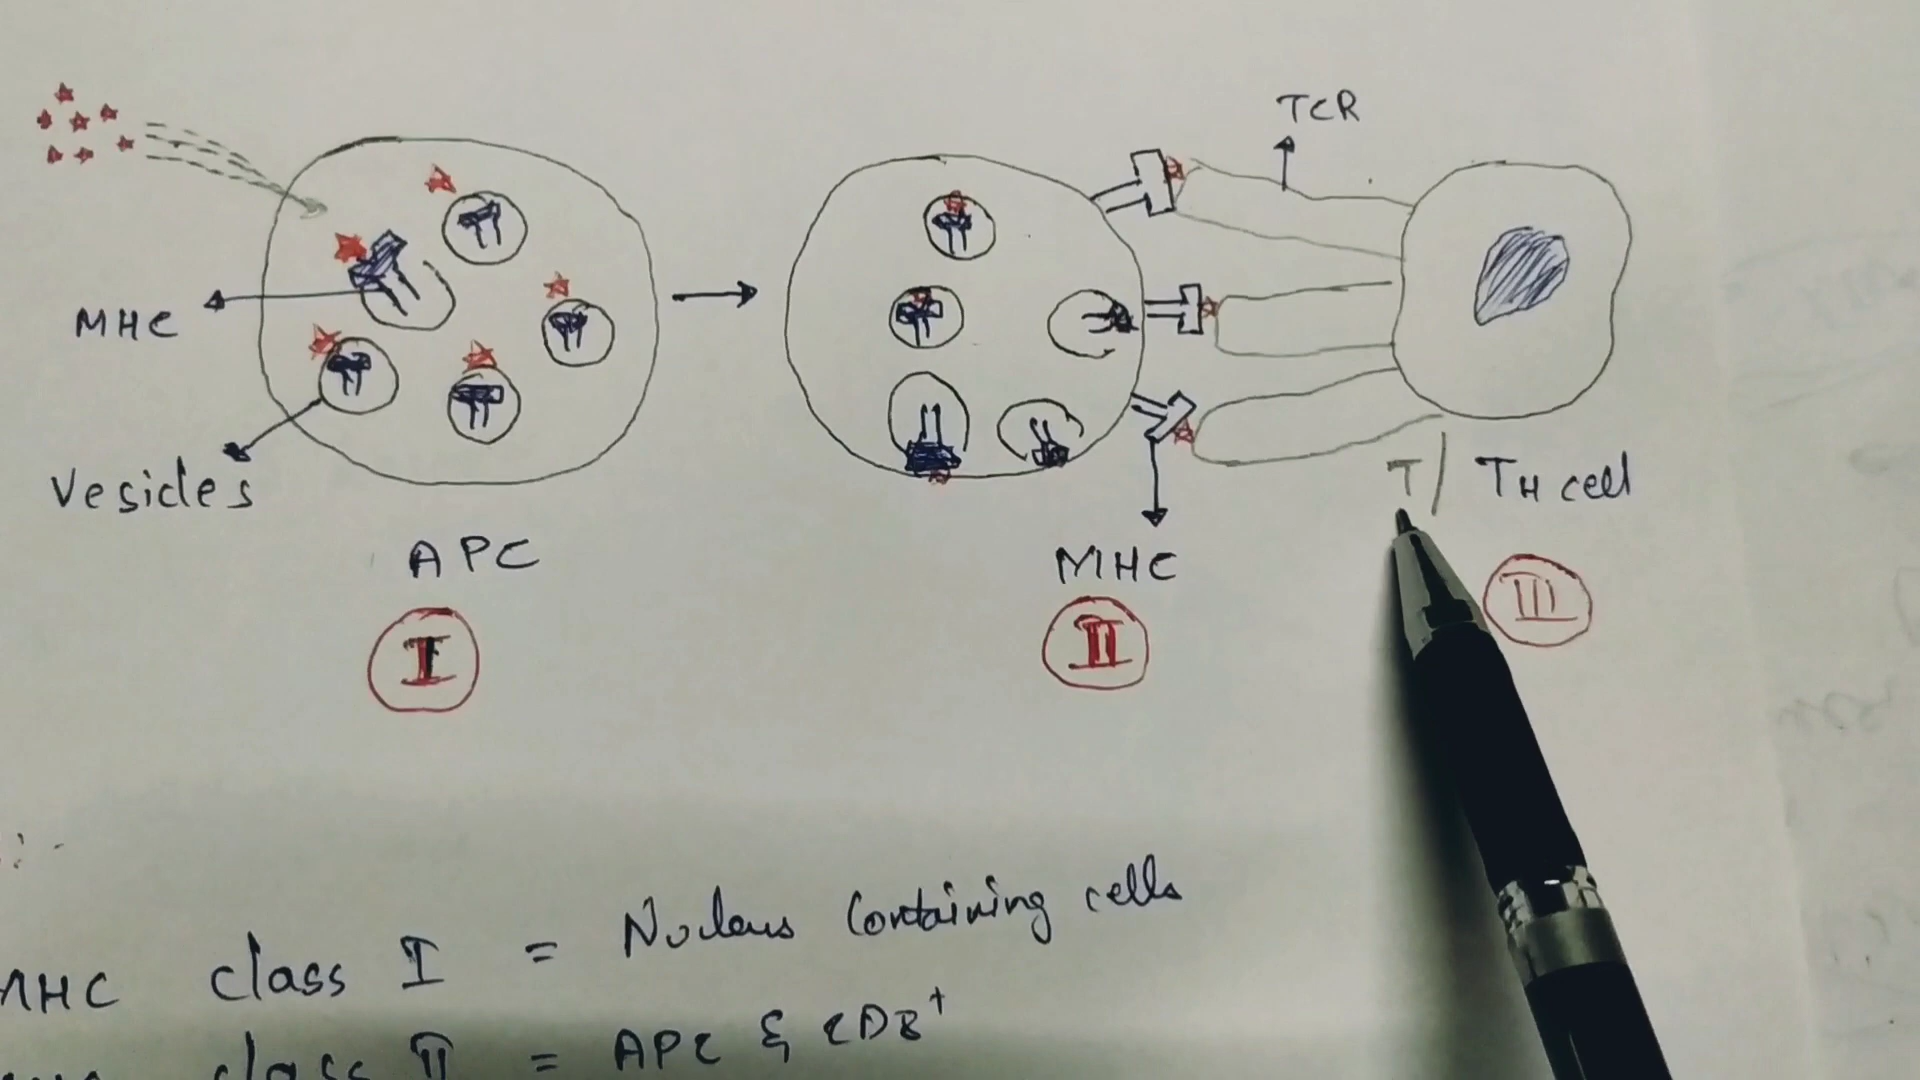 TCR
MHC
Vesicles
T/ TH cell
APC
MHC
I
II
III
MHC class I = Nucleus Containing cells
class II = APC & CD8+